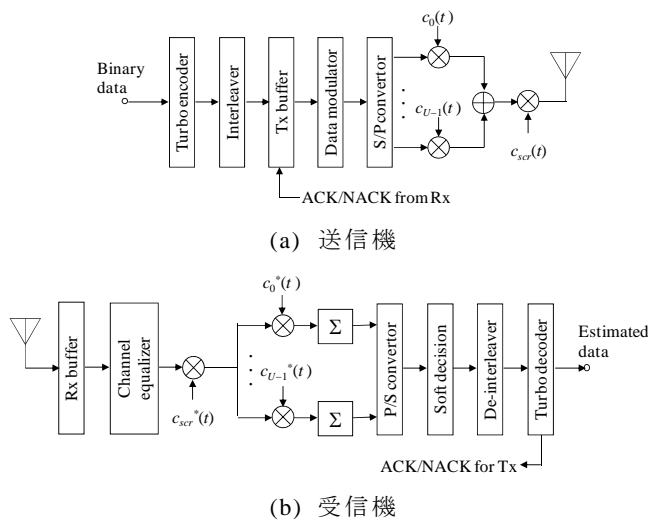 c0(t)
Binary
data
Turbo encoder
Interleaver
Tx buffer
Data modulator
S/P convertor
cU-1(t)
cscr(t)
ACK/NACK from Rx
(a) 送信機
c0*(t)
Rx buffer
Channel
equalizer
cscr*(t)
cU-1*(t)
Σ
Σ
P/S convertor
Soft decision
De-interleaver
Turbo decoder
Estimated
data
ACK/NACK for Tx
(b) 受信機